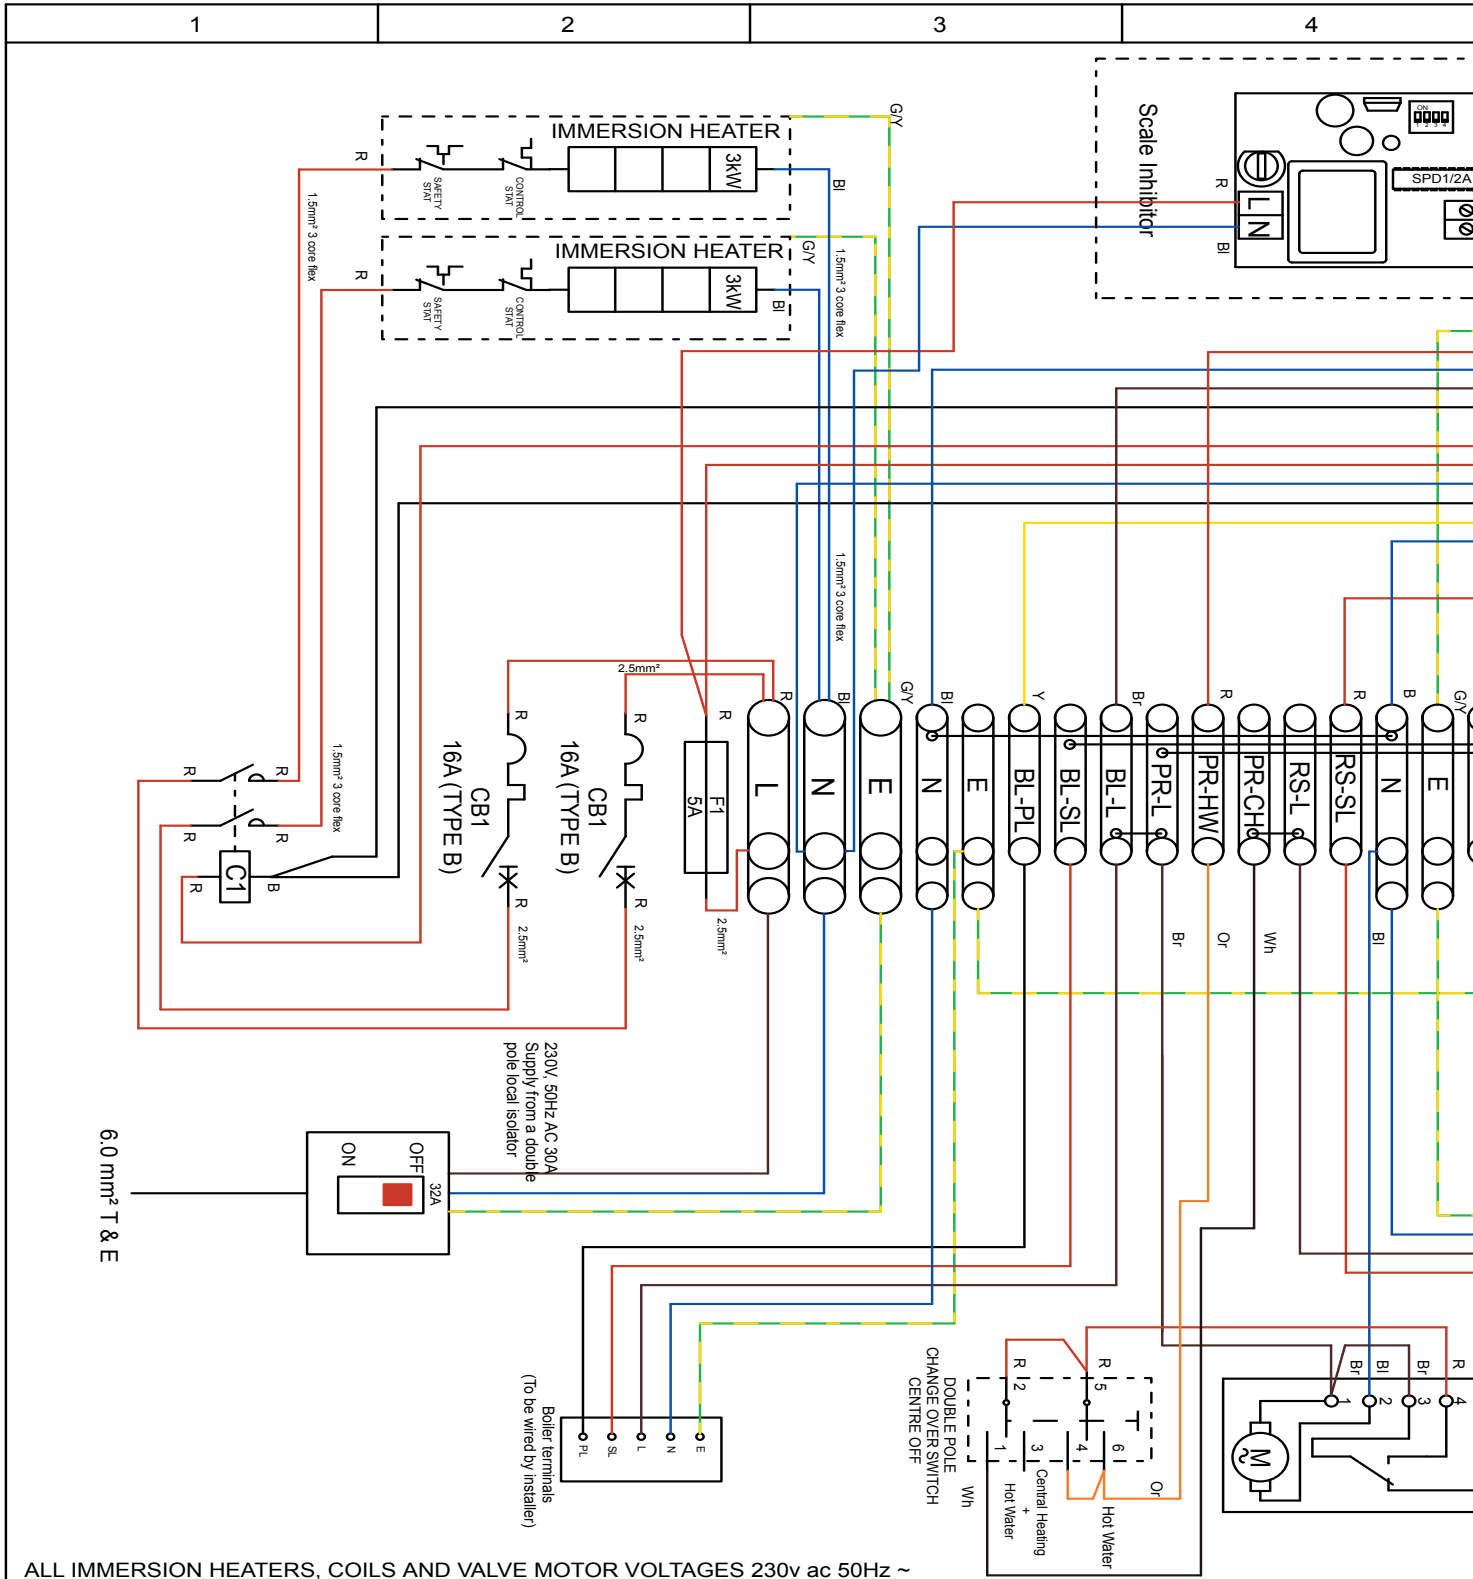 1
2
3
4
IMMERSION HEATER
3kW
SAFETY
STAT
CONTROL
STAT
R
Bl
G/Y
1.5mm² 3 core flex
IMMERSION HEATER
3kW
SAFETY
STAT
CONTROL
STAT
R
Bl
G/Y
1.5mm² 3 core flex
Scale Inhibitor
ON
1 2 3 4
SPD1/2A
L
N
R
Bl
1.5mm² 3 core flex
1.5mm² 3 core flex
2.5mm²
R
R
R
R
C1
R
B
R
16A (TYPE B)
CB1
R
2.5mm²
R
16A (TYPE B)
CB1
R
2.5mm²
R
F1
5A
2.5mm²
R
Bl
G/Y
Bl
Y
Br
R
R
B
G/Y
L
N
E
N
E
BL-PL
BL-SL
BL-L
PR-L
PR-HW
PR-CH
RS-L
RS-SL
N
E
Br
Or
Wh
Bl
230V, 50Hz AC 30A
Supply from a double
pole local isolator
OFF
ON
32A
6.0 mm² T & E
Boiler terminals
(To be wired by installer)
PL
SL
L
N
E
DOUBLE POLE
CHANGE OVER SWITCH
CENTRE OFF
R
2
R
5
1
3
4
6
Wh
Hot Water
+
Central Heating
Hot Water
Or
Br
Bl
Br
R
1
2
3
4
M
~
ALL IMMERSION HEATERS, COILS AND VALVE MOTOR VOLTAGES 230v ac 50Hz ~